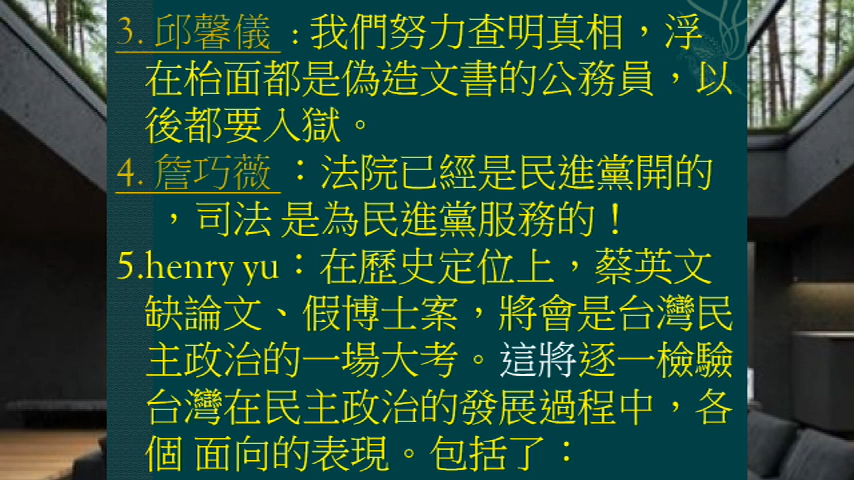 3. 邱馨儀 : 我們努力查明真相，浮
在枱面都是偽造文書的公務員，以
後都要入獄。
4. 詹巧薇 ：法院已經是民進黨開的
，司法 是為民進黨服務的！
5.henry yu：在歷史定位上，蔡英文
缺論文、假博士案，將會是台灣民
主政治的一場大考。這將逐一檢驗
台灣在民主政治的發展過程中，各
個 面向的表現。包括了：